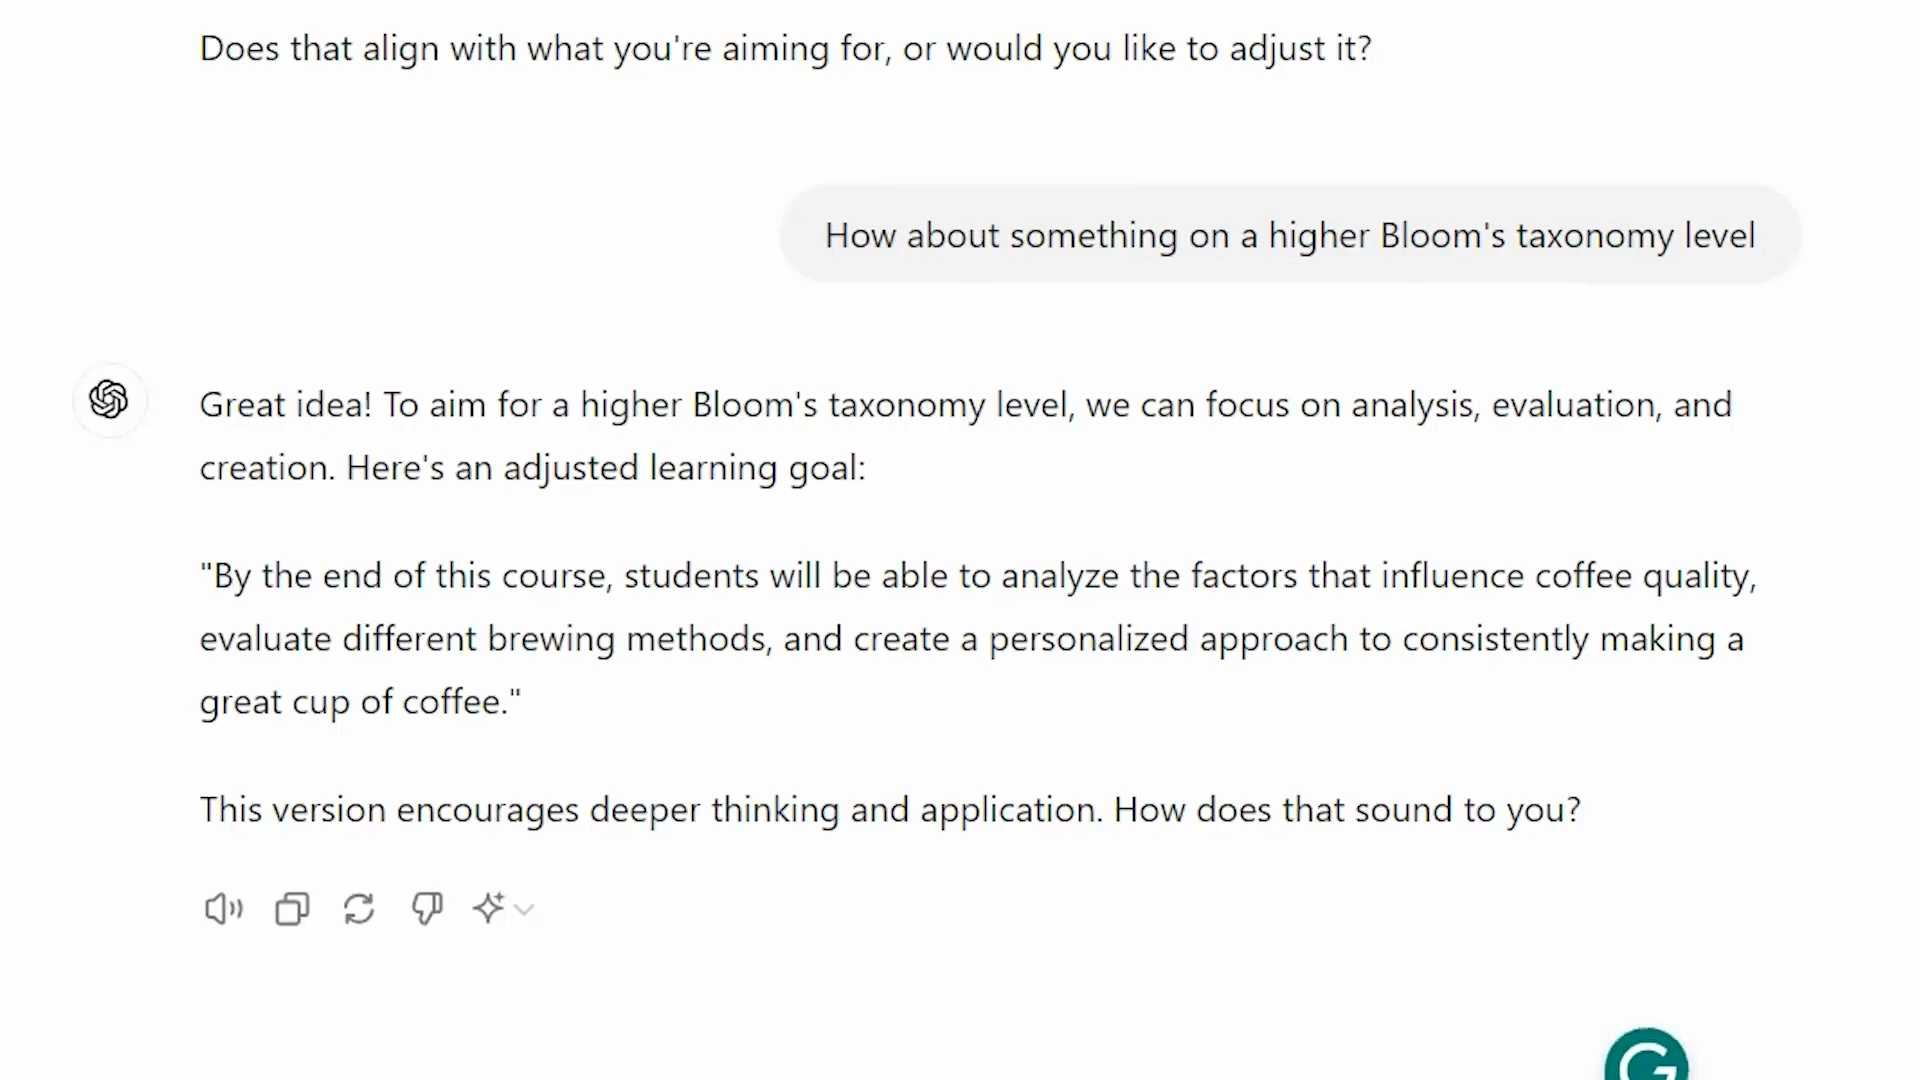 Does that align with what you're aiming for, or would you like to adjust it?
How about something on a higher Bloom's taxonomy level
Great idea! To aim for a higher Bloom's taxonomy level, we can focus on analysis, evaluation, and
creation. Here's an adjusted learning goal:
"By the end of this course, students will be able to analyze the factors that influence coffee quality,
evaluate different brewing methods, and create a personalized approach to consistently making a
great cup of coffee."
This version encourages deeper thinking and application. How does that sound to you?